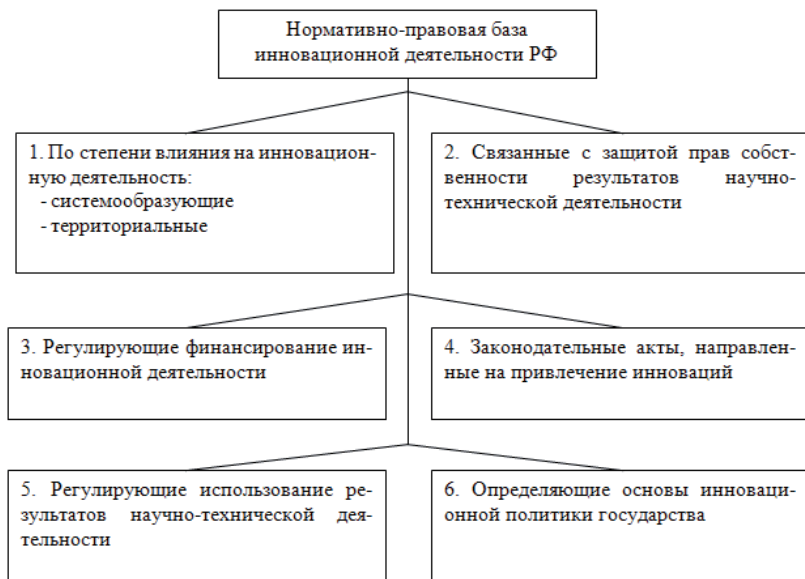 Нормативно-правовая база
инновационной деятельности РФ
1. По степени влияния на инновацион-
ную деятельность:
- системообразующие
- территориальные
2. Связанные с защитой прав собст-
венности результатов научно-
технической деятельности
3. Регулирующие финансирование ин-
новационной деятельности
4. Законодательные акты, направлен-
ные на привлечение инноваций
5. Регулирующие использование ре-
зультатов научно-технической дея-
тельности
6. Определяющие основы инноваци-
онной политики государства